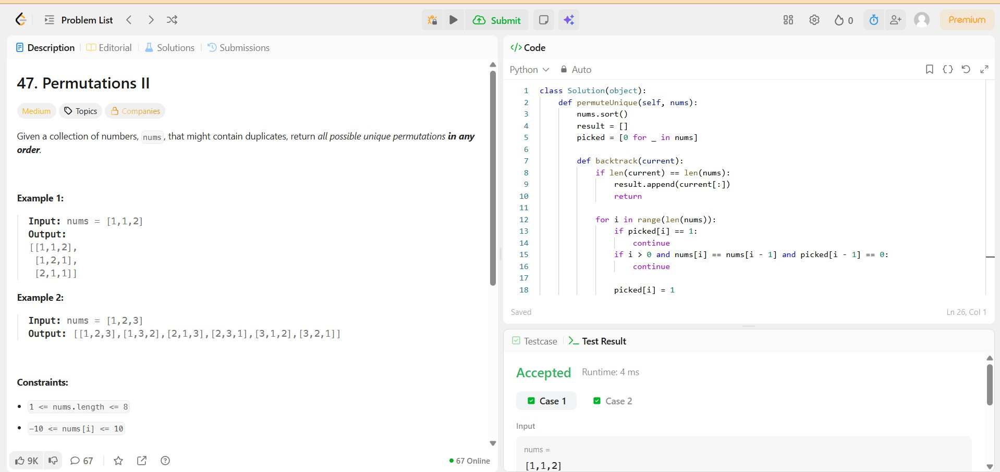 Problem List
Submit
0
Premium
Description
Editorial
Solutions
Submissions
47. Permutations II
Medium
Topics
Companies
Given a collection of numbers, nums, that might contain duplicates, return all possible unique permutations in any
order.
Example 1:
Input: nums = [1,1,2]
Output:
[[1,1,2],
[1,2,1],
[2,1,1]]
Example 2:
Input: nums = [1,2,3]
Output: [[1,2,3],[1,3,2],[2,1,3],[2,3,1],[3,1,2],[3,2,1]]
Constraints:
• 1 <= nums.length <= 8
• -10 <= nums[i] <= 10
9K
67
67 Online
</> Code
Python
Auto
1 class Solution(object):
2     def permuteUnique(self, nums):
3         nums.sort()
4         result = []
5         picked = [0 for _ in nums]
6
7         def backtrack(current):
8             if len(current) == len(nums):
9                 result.append(current[:])
10                 return
11
12             for i in range(len(nums)):
13                 if picked[i] == 1:
14                     continue
15                 if i > 0 and nums[i] == nums[i - 1] and picked[i - 1] == 0:
16                     continue
17
18                 picked[i] = 1
Saved
Ln 26, Col 1
Testcase
Test Result
Accepted
Runtime: 4 ms
Case 1
Case 2
Input
nums =
[1,1,2]